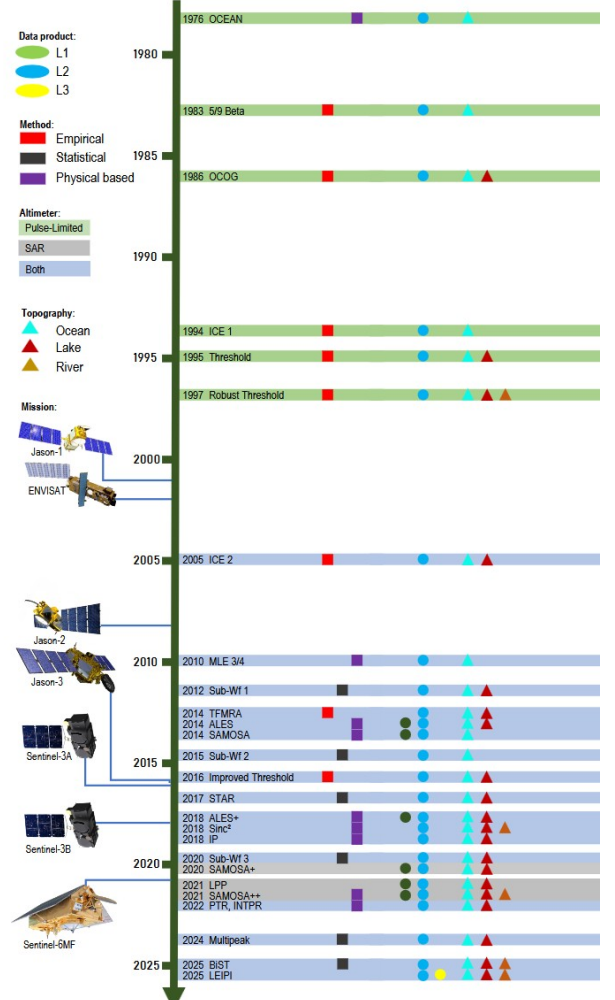 Data product:
L1
L2
L3
Method:
Empirical
Statistical
Physical based
Altimeter:
Pulse-Limited
SAR
Both
Topography:
Ocean
Lake
River
Mission:
Jason-1
ENVISAT
Jason-2
Jason-3
Sentinel-3A
Sentinel-3B
Sentinel-6MF
1980
1985
1990
1995
2000
2005
2010
2015
2020
2025
1976 OCEAN
1983 5/9 Beta
1986 OCOG
1994 ICE 1
1995 Threshold
1997 Robust Threshold
2005 ICE 2
2010 MLE 3/4
2012 Sub-Wf 1
2014 TFMRA
2014 ALES
2014 SAMOSA
2015 Sub-Wf 2
2016 Improved Threshold
2017 STAR
2018 ALES+
2018 Sinc²
2018 IP
2020 Sub-Wf 3
2020 SAMOSA+
2021 LPP
2021 SAMOSA++
2022 PTR, INTPR
2024 Multipeak
2025 BiST
2025 LEIPI